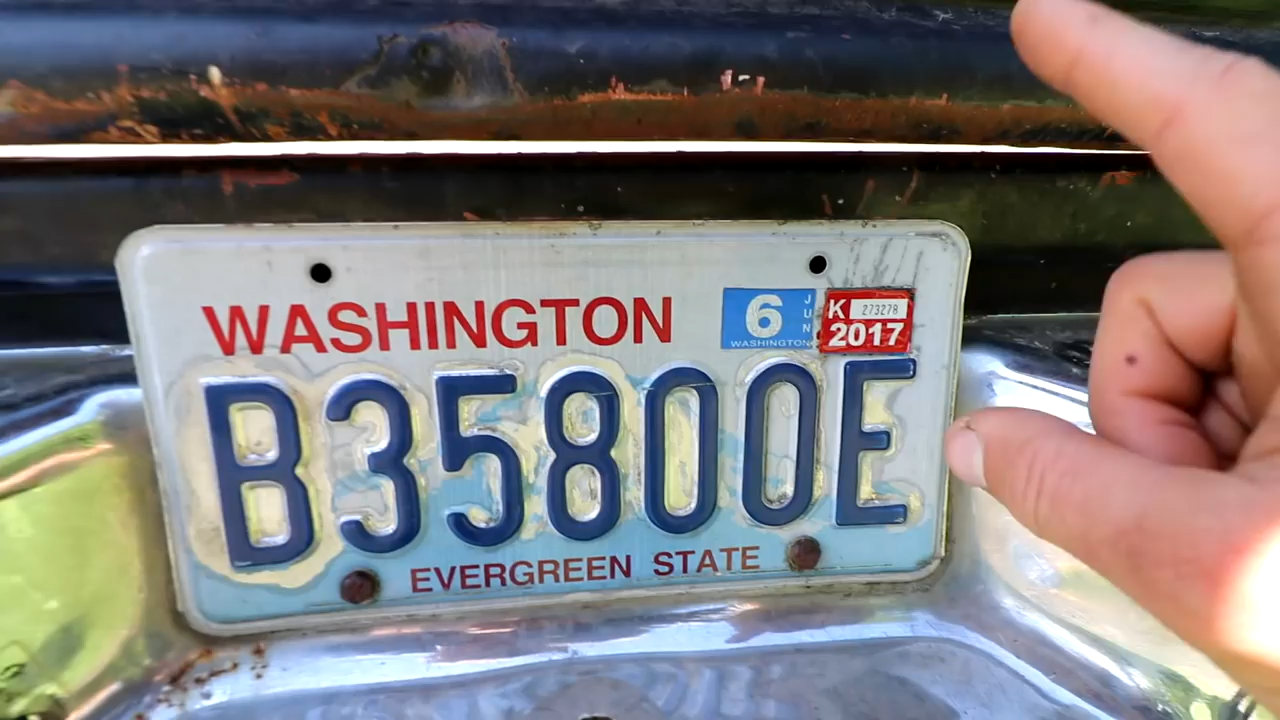 WASHINGTON
6 JUN
WASHINGTON
K 273278
2017
B35800E
EVERGREEN STATE